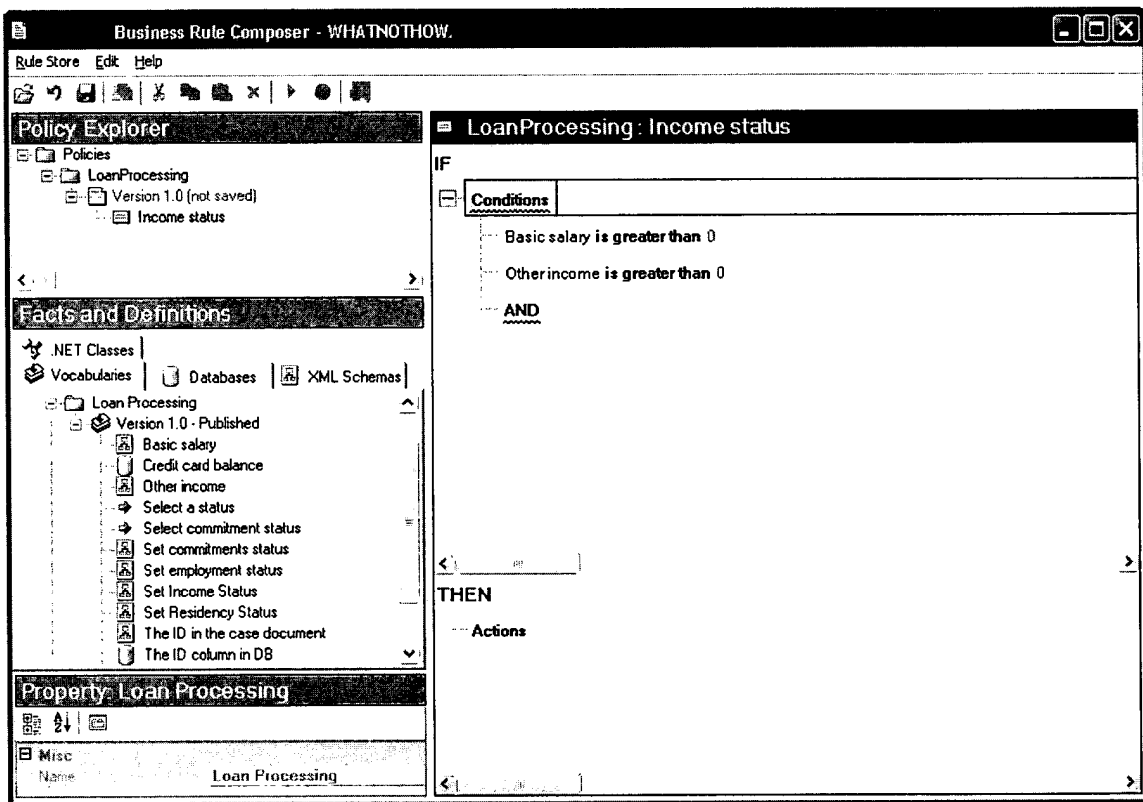 Business Rule Composer - WHATNOTHOW.
Rule Store Edit Help
Policy Explorer
Policies
LoanProcessing
Version 1.0 (not saved)
Income status
Facts and Definitions
.NET Classes
Vocabularies Databases XML Schemas
Loan Processing
Version 1.0 - Published
Basic salary
Credit card balance
Other income
Select a status
Select commitment status
Set commitments status
Set employment status
Set Income Status
Set Residency Status
The ID in the case document
The ID column in DB
Property: Loan Processing
Misc
Name Loan Processing
LoanProcessing : Income status
IF
Conditions
Basic salary is greater than 0
Other income is greater than 0
AND
THEN
Actions